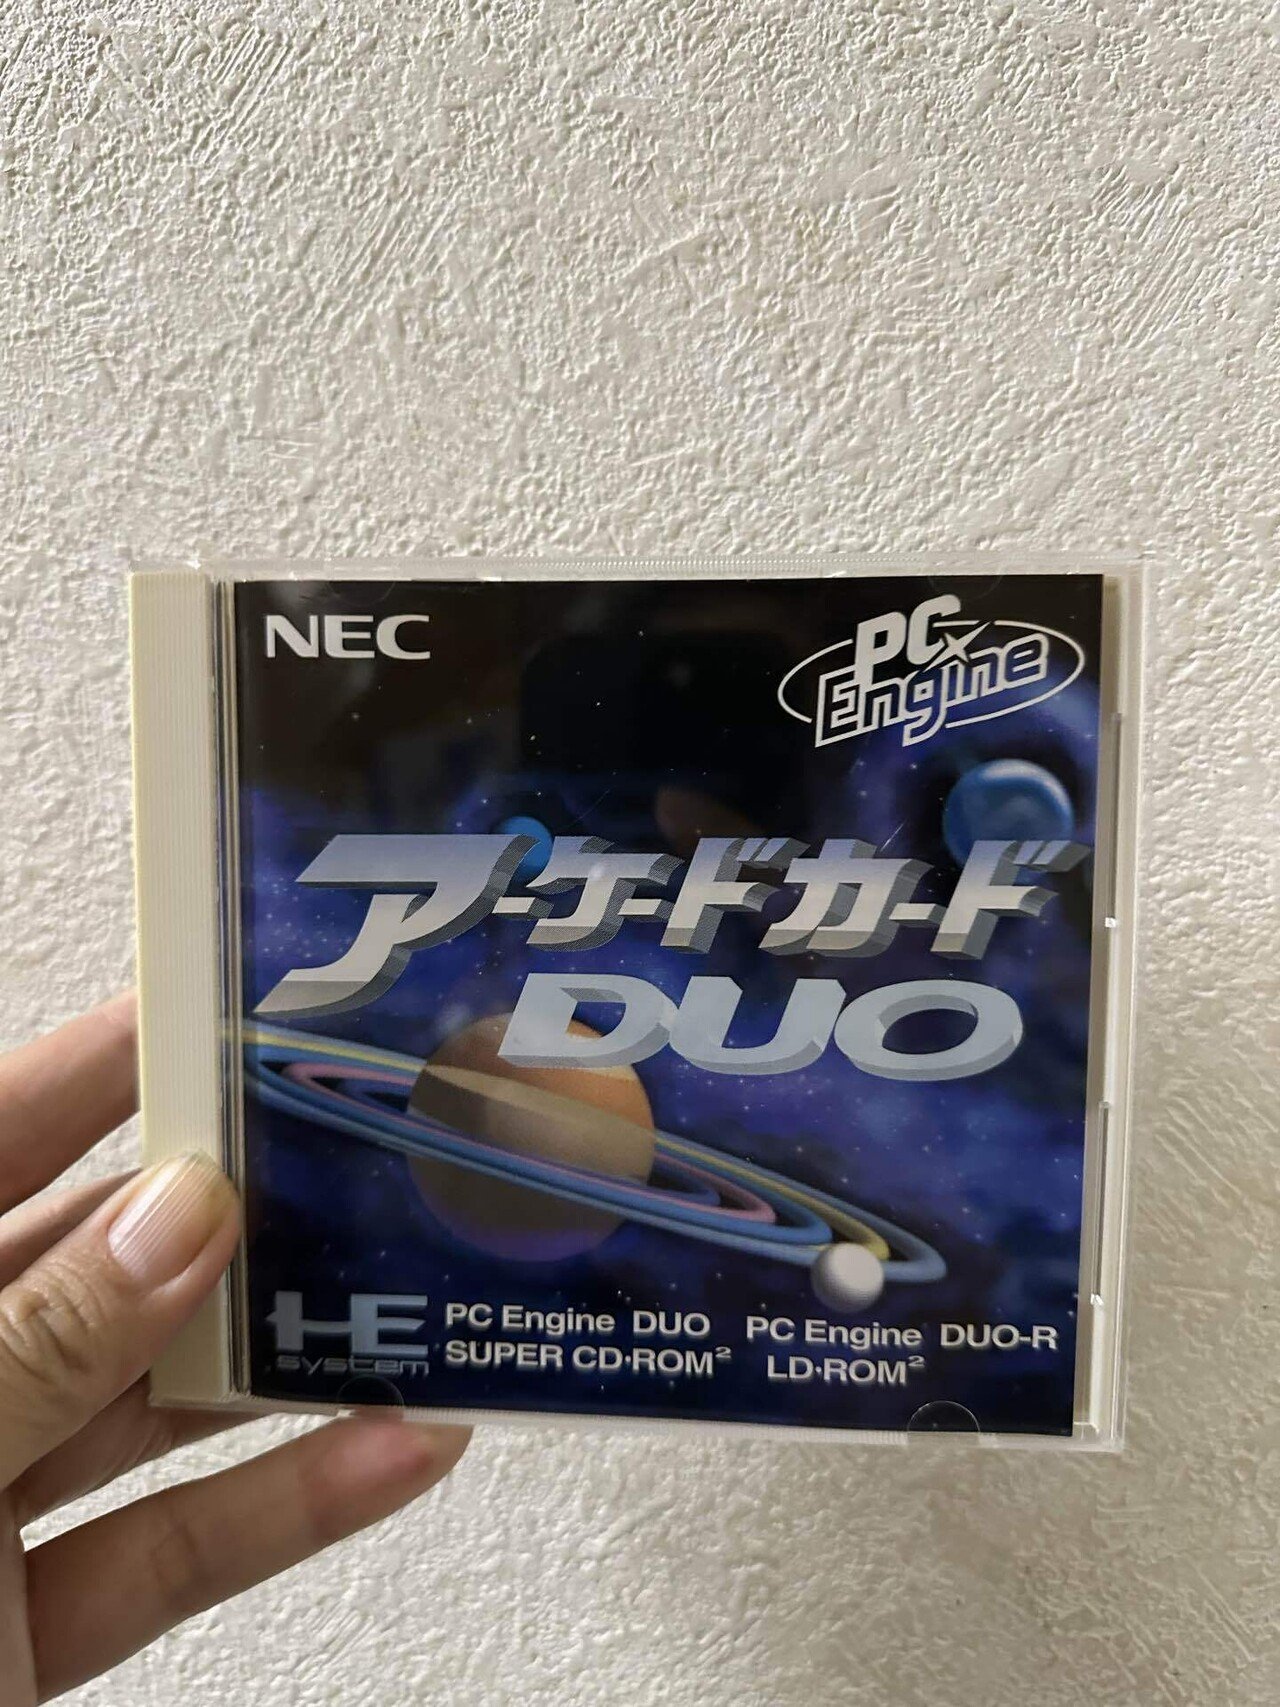 NEC
PC Engine
アーケードカード
DUO
HE system
PC Engine DUO PC Engine DUO-R
SUPER CD·ROM² LD·ROM²